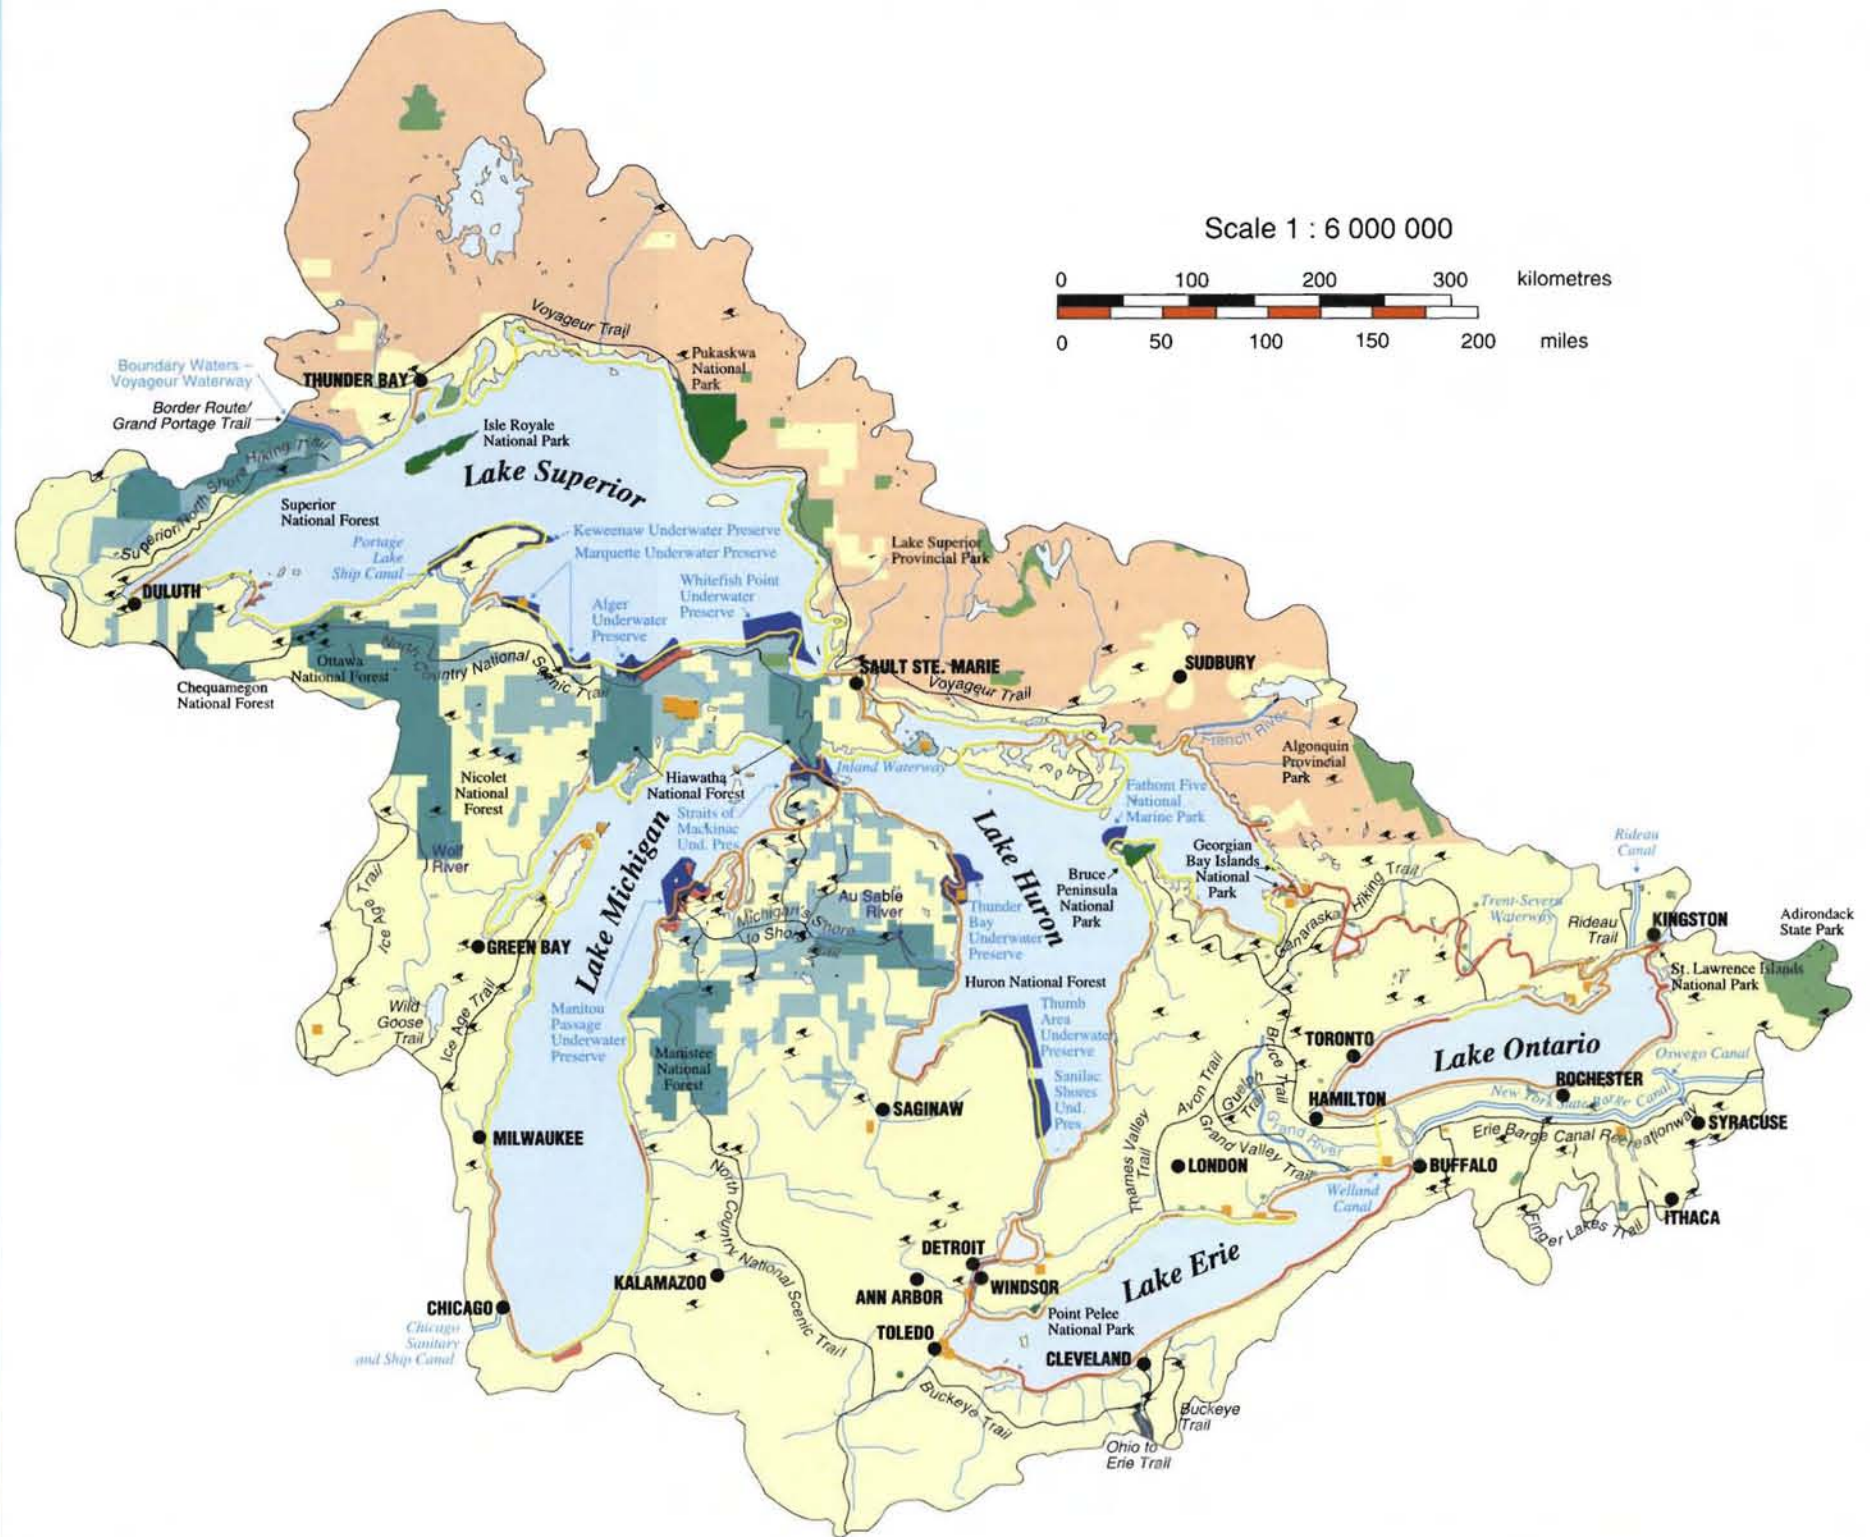 Scale 1 : 6 000 000
0 100 200 300 kilometres
0 50 100 150 200 miles
Voyageur Trail
Pukaskwa
National
Park
Boundary Waters –
Voyageur Waterway
THUNDER BAY
Border Route/
Grand Portage Trail
Isle Royale
National Park
Lake Superior
Superior/North Shore Hiking Trail
Superior
National Forest
Keweenaw Underwater Preserve
Portage
Lake
Ship Canal
Marquette Underwater Preserve
Lake Superior
Provincial Park
Whitefish Point
Underwater
Preserve
DULUTH
Alger
Underwater
Preserve
North Country National Scenic Trail
Ottawa
National Forest
Chequamegon
National Forest
SAULT STE. MARIE
Voyageur Trail
SUDBURY
French River
Algonquin
Provincial
Park
Inland Waterway
Nicolet
National
Forest
Hiawatha
National Forest
Straits of
Mackinac
Und. Pres.
Fathom Five
National
Marine Park
Lake Michigan
Lake Huron
Wolf
River
Georgian
Bay Islands
National
Park
Rideau
Canal
Bruce
Peninsula
National
Park
Au Sable
River
Ice Age Trail
Thunder
Bay
Underwater
Preserve
Michigan's Shore
to Shore Trail
Ganaraska Hiking Trail
Trent-Severn
Waterway
Rideau
Trail
KINGSTON
Adirondack
State Park
GREEN BAY
St. Lawrence Islands
National Park
Huron National Forest
Wild
Goose
Trail
Ice Age Trail
Manitou
Passage
Underwater
Preserve
Thumb
Area
Underwater
Preserve
Manistee
National
Forest
Sanilac
Shores
Und.
Pres.
TORONTO
Lake Ontario
Oswego Canal
Bruce Trail
Avon Trail
Guelph
Trail
HAMILTON
ROCHESTER
New York State Barge Canal
SAGINAW
MILWAUKEE
Grand River
Grand Valley Trail
Thames Valley
Trail
Erie Barge Canal Recreationway
SYRACUSE
LONDON
BUFFALO
Welland
Canal
ITHACA
Finger Lakes Trail
North Country National Scenic Trail
DETROIT
WINDSOR
Lake Erie
KALAMAZOO
ANN ARBOR
CHICAGO
Chicago
Sanitary
and Ship Canal
Point Pelee
National Park
TOLEDO
CLEVELAND
Buckeye Trail
Buckeye
Trail
Ohio to
Erie Trail